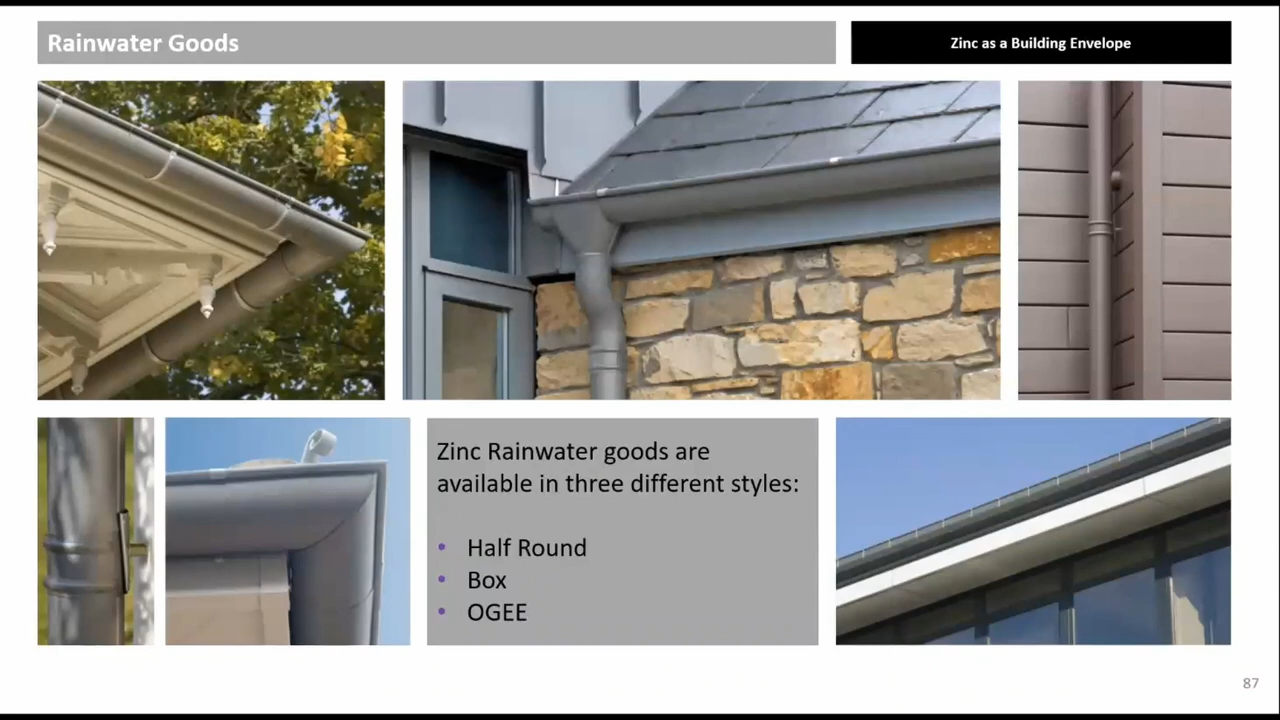 Rainwater Goods
Zinc as a Building Envelope
Zinc Rainwater goods are
available in three different styles:
• Half Round
• Box
• OGEE
87